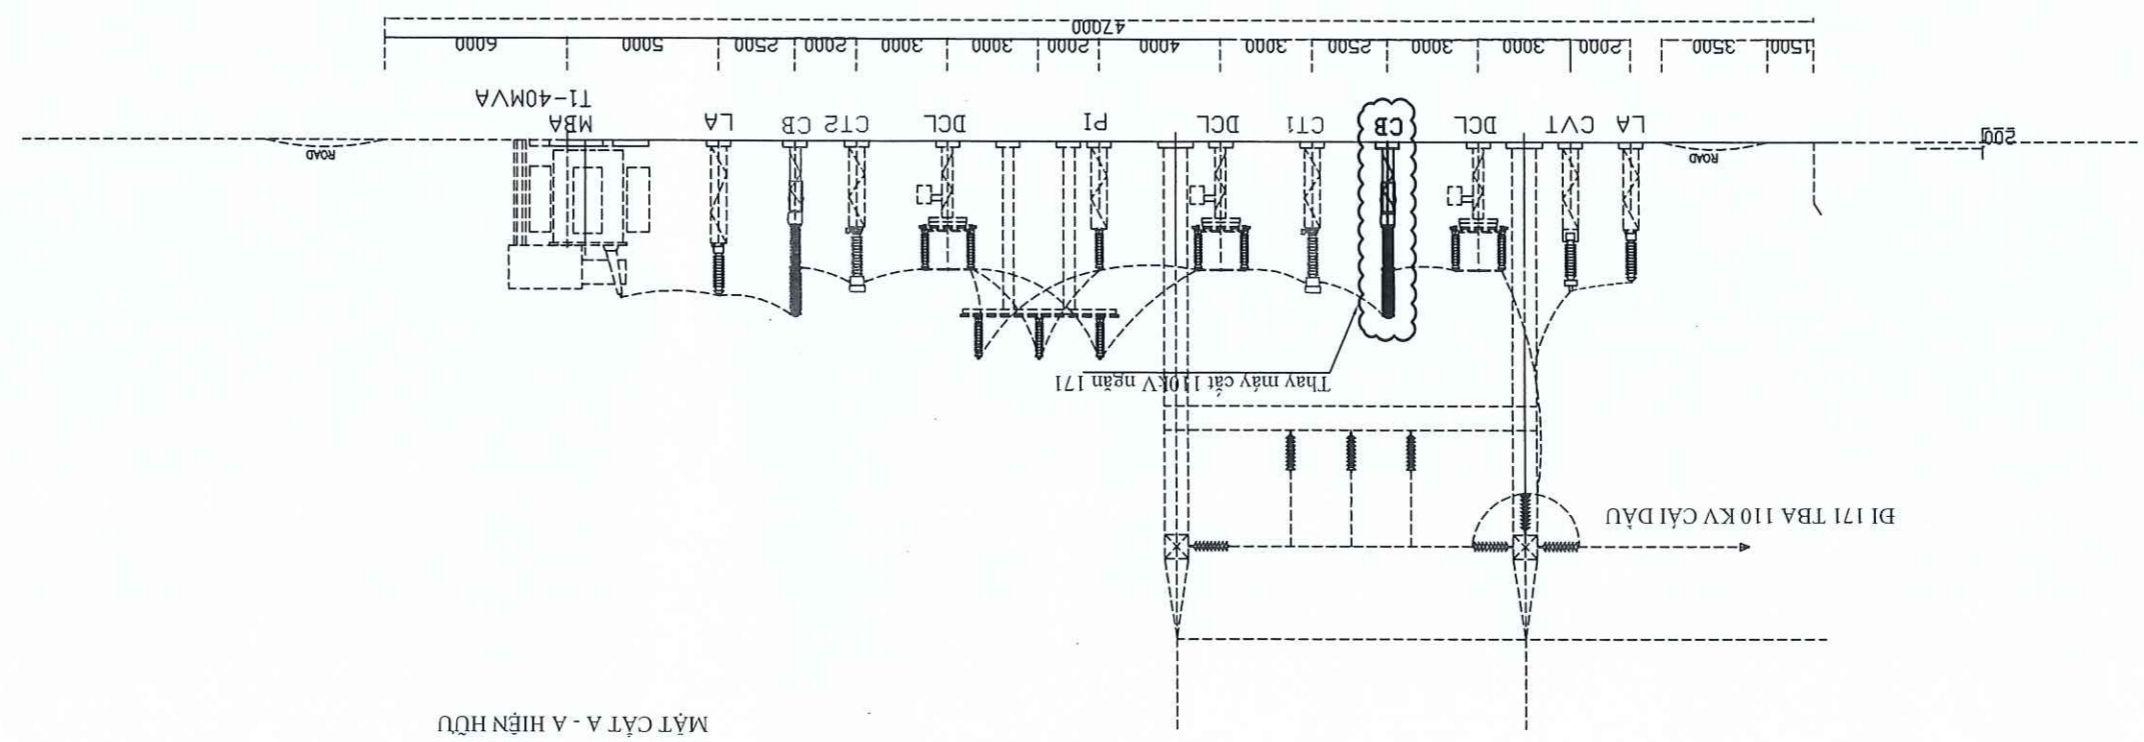 MẶT CẮT A - A HIỆN HỮU
ĐI 171 TBA 110 KV CÁI DẦU
Thay máy cắt 110kV ngăn 171
200
ROAD
LA
CVT
DCL
CB
CT1
DCL
PI
DCL
CT2
CB
LA
MBA
T1-40MVA
ROAD
1500
3500
2000
3000
3000
2500
3000
4000
2000
3000
3000
2000
2500
5000
6000
47000